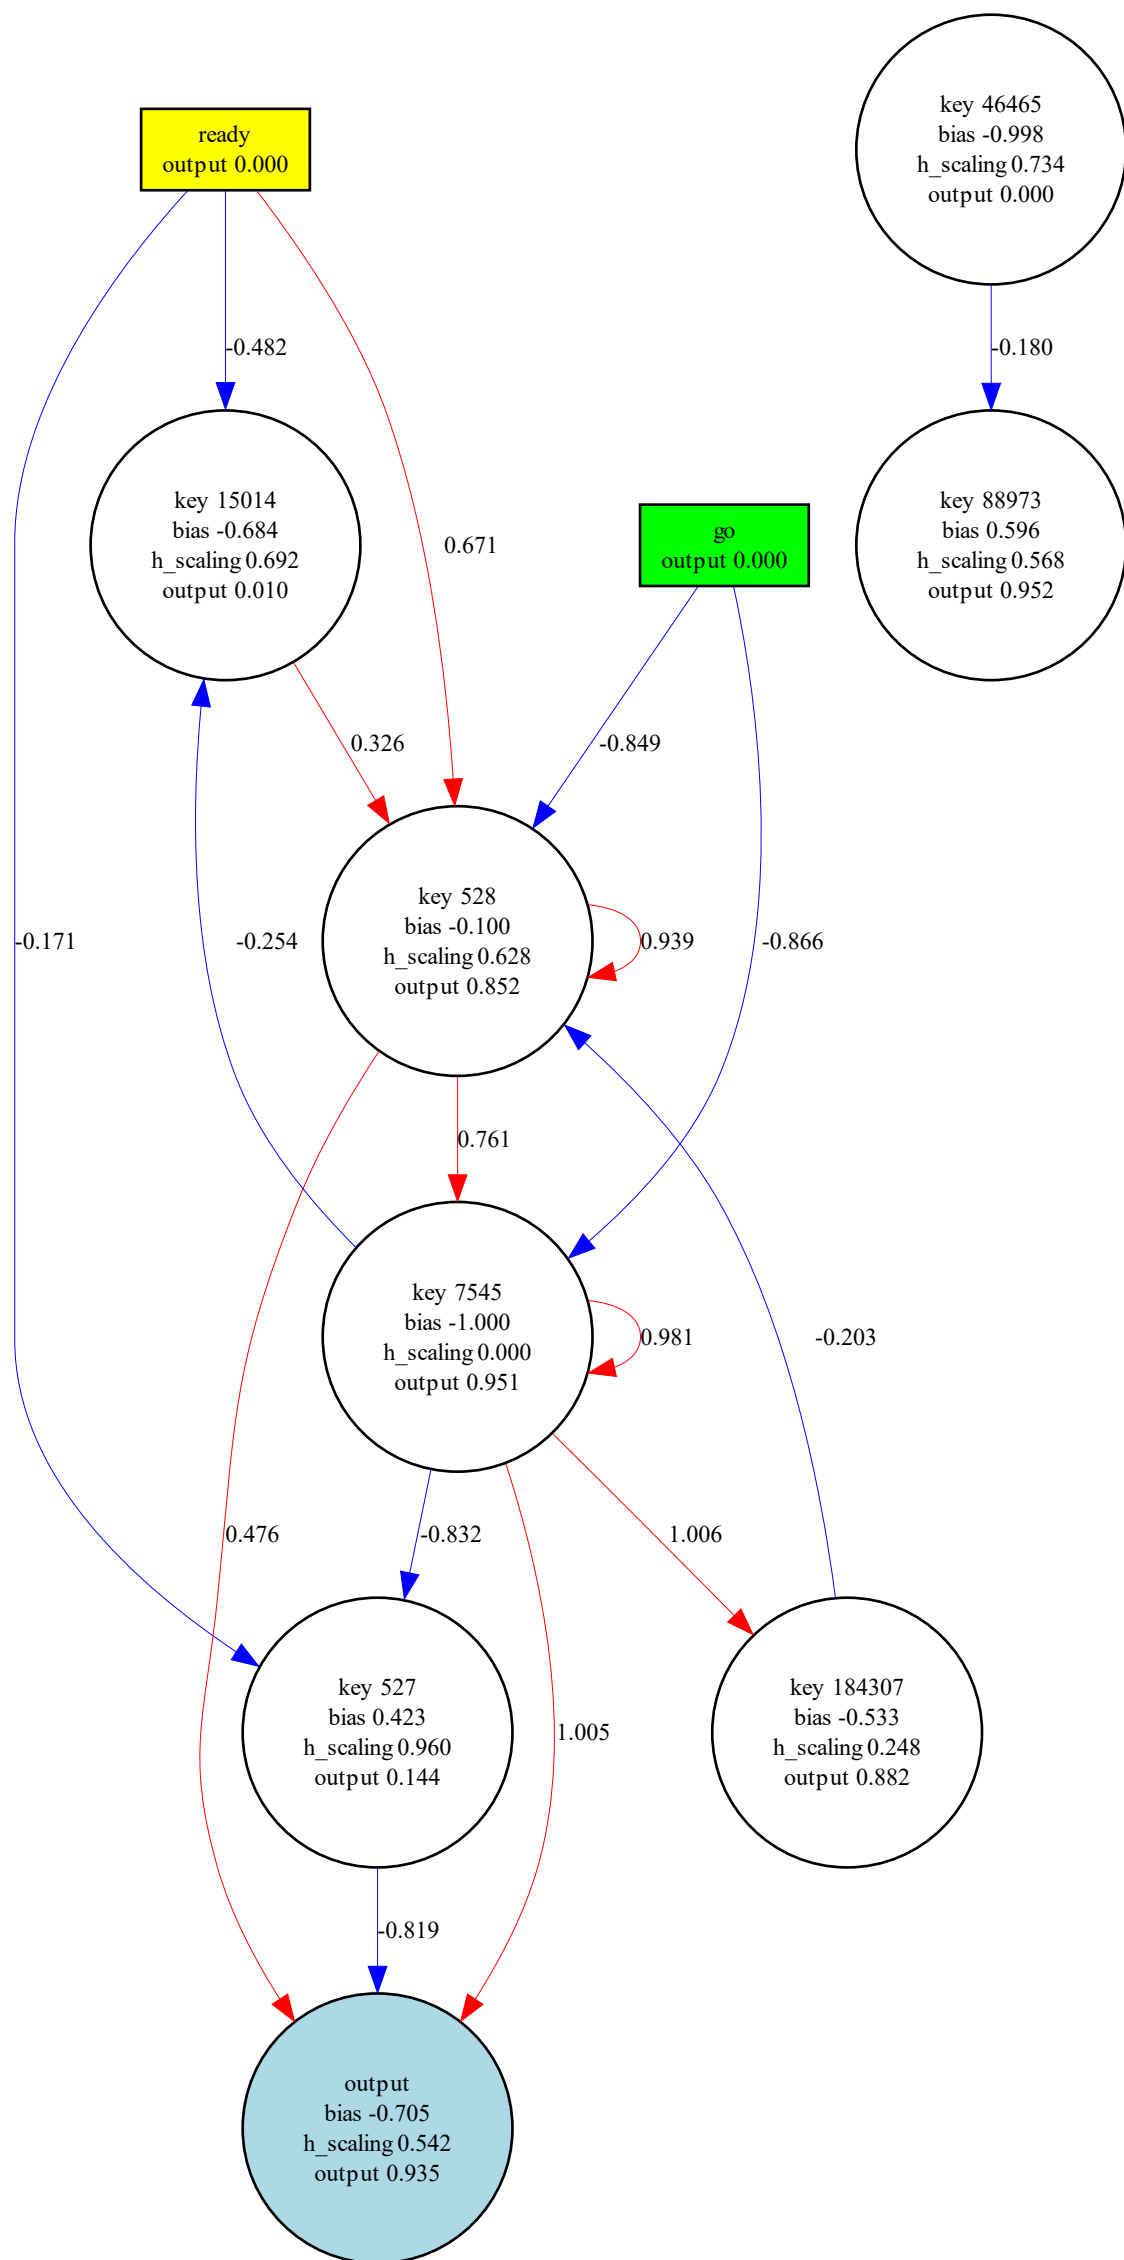 ready
output 0.000
key 46465
bias -0.998
h_scaling 0.734
output 0.000
-0.482
-0.180
key 15014
bias -0.684
h_scaling 0.692
output 0.010
0.671
go
output 0.000
key 88973
bias 0.596
h_scaling 0.568
output 0.952
0.326
-0.849
-0.171
-0.254
key 528
bias -0.100
h_scaling 0.628
output 0.852
0.939
-0.866
0.761
key 7545
bias -1.000
h_scaling 0.000
output 0.951
0.981
-0.203
0.476
-0.832
1.006
key 527
bias 0.423
h_scaling 0.960
output 0.144
1.005
key 184307
bias -0.533
h_scaling 0.248
output 0.882
-0.819
output
bias -0.705
h_scaling 0.542
output 0.935